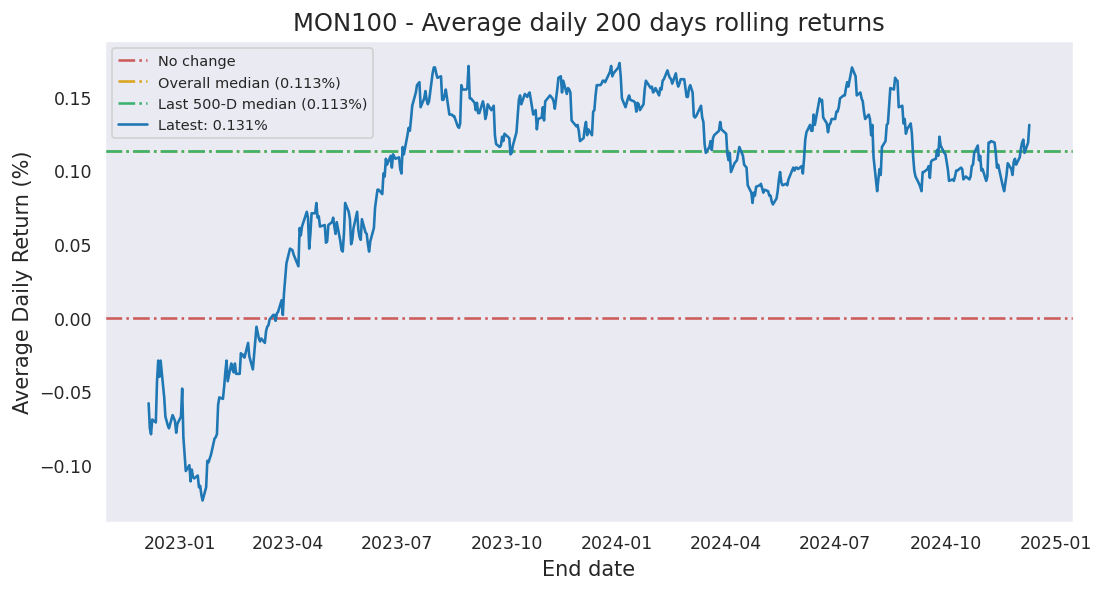 MON100 - Average daily 200 days rolling returns
No change
Overall median (0.113%)
Last 500-D median (0.113%)
Latest: 0.131%
Average Daily Return (%)
0.15
0.10
0.05
0.00
−0.05
−0.10
2023-01 2023-04 2023-07 2023-10 2024-01 2024-04 2024-07 2024-10 2025-01
End date